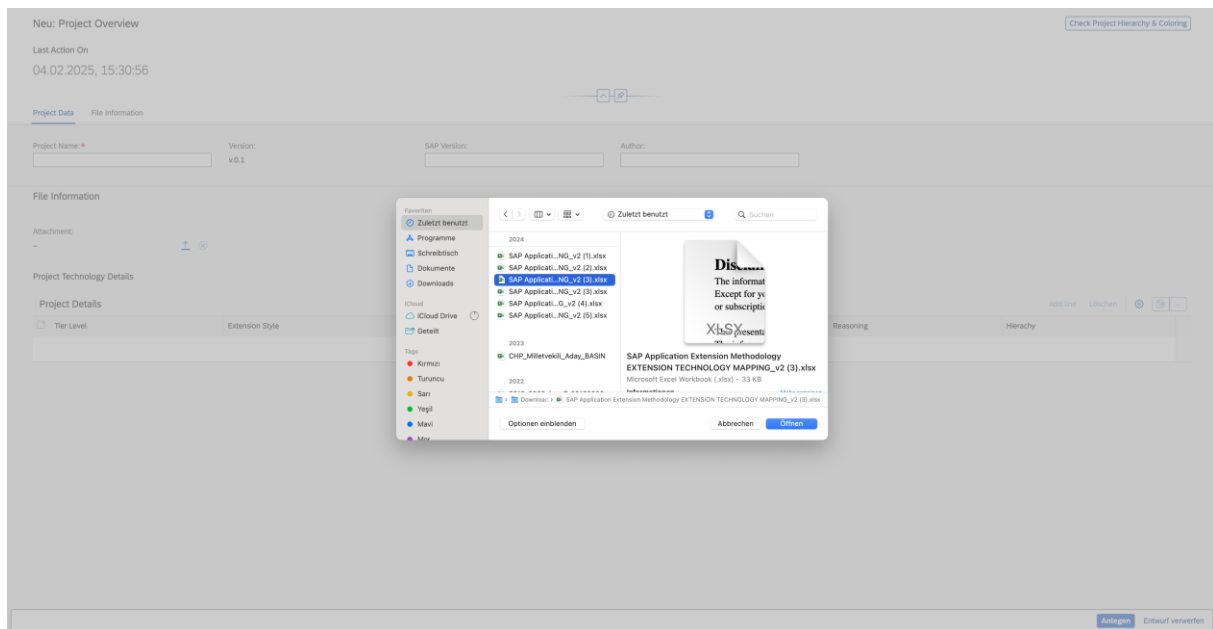 Neu: Project Overview
Check Project Hierarchy & Coloring
Last Action On
04.02.2025, 15:30:56
Project Data File Information
Project Name: * Version: SAP Version: Author:
v.0.1
File Information
Attachment:
–
Project Technology Details
Project Details
Add line Löschen
Tier Level Extension Style Reasoning Hierachy
Favoriten
Zuletzt benutzt
Programme
Schreibtisch
Dokumente
Downloads
iCloud
iCloud Drive
Geteilt
Tags
Kırmızı
Turuncu
Sarı
Yeşil
Mavi
Mor
Zuletzt benutzt
Suchen
2024
SAP Applicati...NG_v2 (1).xlsx
SAP Applicati...NG_v2 (2).xlsx
SAP Applicati...NG_v2 (3).xlsx
SAP Applicati...NG_v2 (3).xlsx
SAP Applicati...G_v2 (4).xlsx
SAP Applicati...NG_v2 (5).xlsx
2023
CHP_Milletvekili_Aday_BASIN
2022
The informat
Except for yo
or subscriptio
XLSX
SAP Application Extension Methodology
EXTENSION TECHNOLOGY MAPPING_v2 (3).xlsx
Microsoft Excel Workbook (.xlsx) – 33 KB
Informationen
SAP Application Extension Methodology EXTENSION TECHNOLOGY MAPPING_v2 (3).xlsx
Optionen einblenden
Abbrechen
Öffnen
Anlegen
Entwurf verwerfen